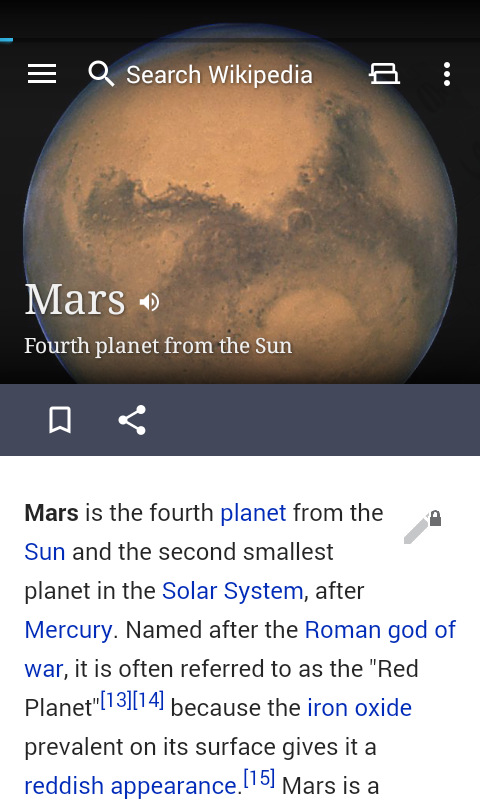 Search Wikipedia
Mars
Fourth planet from the Sun
Mars is the fourth planet from the
Sun and the second smallest
planet in the Solar System, after
Mercury. Named after the Roman god of
war, it is often referred to as the "Red
Planet"[13][14] because the iron oxide
prevalent on its surface gives it a
reddish appearance.[15] Mars is a